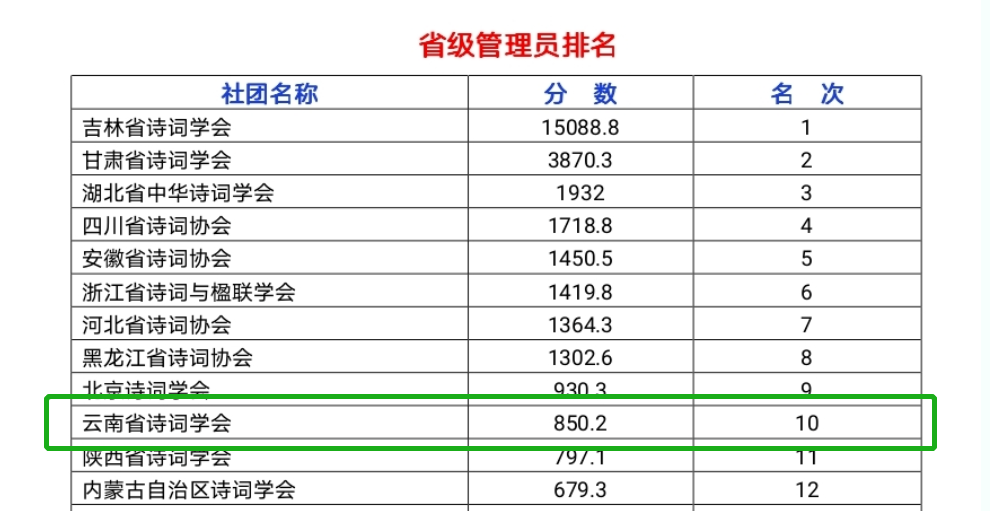 省级管理员排名
社团名称 分 数 名 次
吉林省诗词学会 15088.8 1
甘肃省诗词学会 3870.3 2
湖北省中华诗词学会 1932 3
四川省诗词协会 1718.8 4
安徽省诗词协会 1450.5 5
浙江省诗词与楹联学会 1419.8 6
河北省诗词协会 1364.3 7
黑龙江省诗词协会 1302.6 8
北京诗词学会 930.3 9
云南省诗词学会 850.2 10
陕西省诗词学会 797.1 11
内蒙古自治区诗词学会 679.3 12